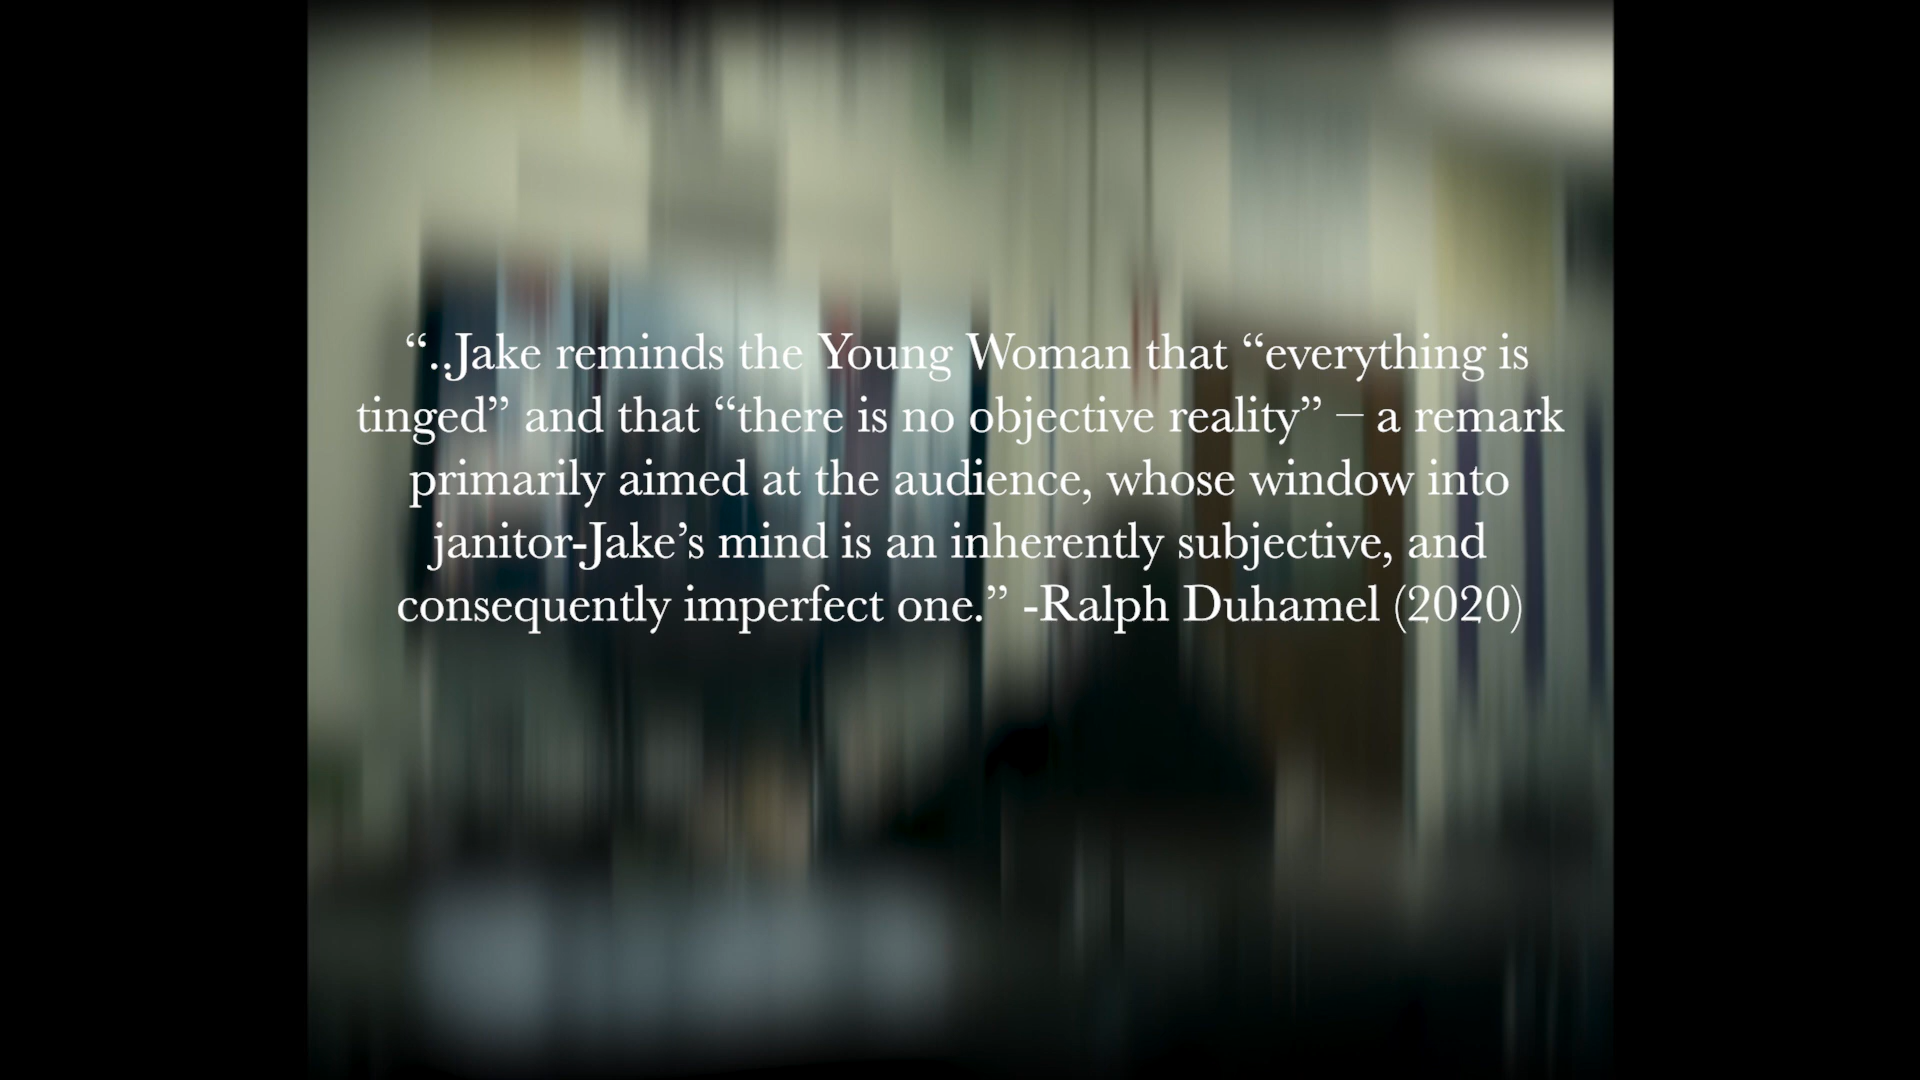 “..Jake reminds the Young Woman that “everything is
tinged” and that “there is no objective reality” – a remark
primarily aimed at the audience, whose window into
janitor-Jake’s mind is an inherently subjective, and
consequently imperfect one.” -Ralph Duhamel (2020)